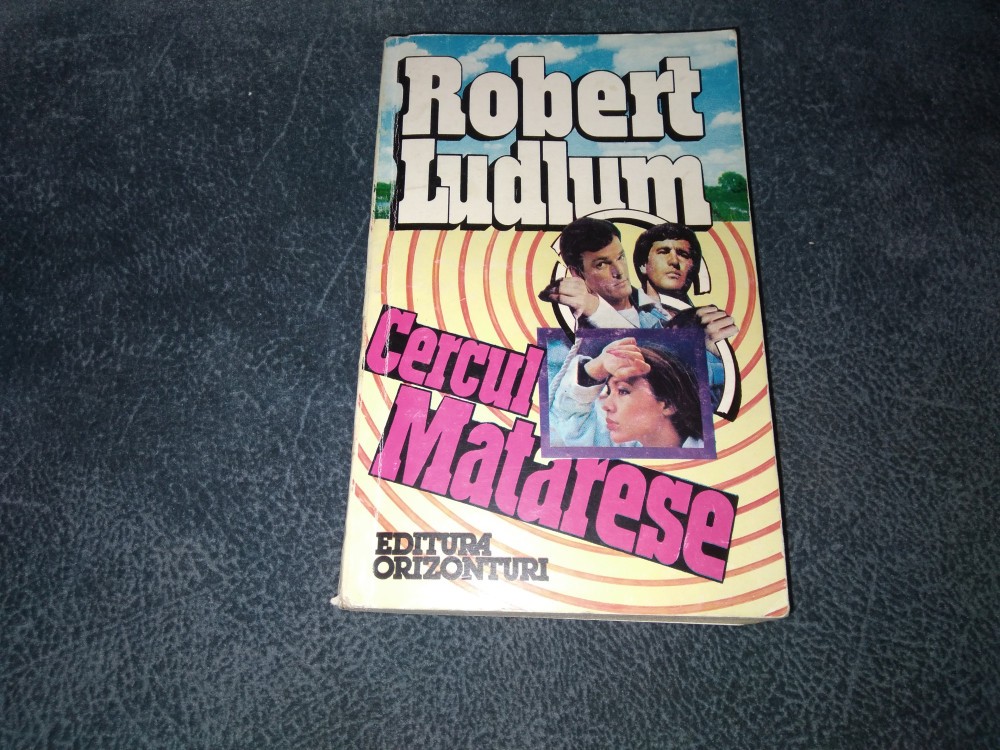 Robert
Ludlum
Cercul
Matarese
EDITURA
ORIZONTURI